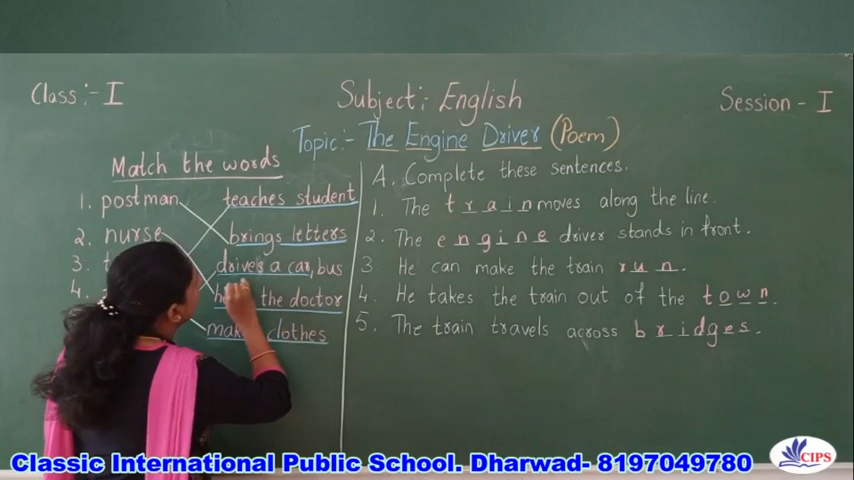 Class:- I
Subject: English
Session - I
Topic:- The Engine Driver (Poem)
Match the words
1. postman teaches student
2. nurse brings letters
3. drives a car, bus
4. the doctor
clothes
A. Complete these sentences.
1. The train moves along the line.
2. The engine driver stands in front.
3. He can make the train run.
4. He takes the train out of the town.
5. The train travels across bridges.
Classic International Public School. Dharwad- 8197049780
CIPS